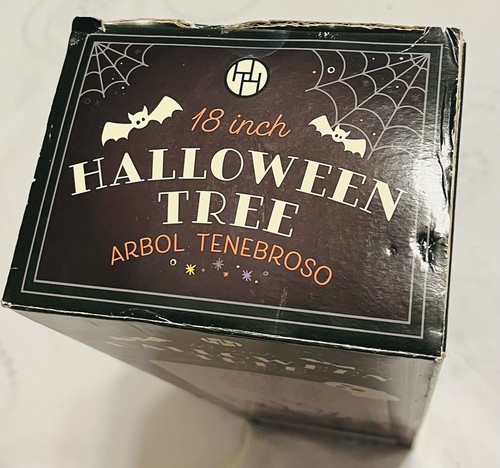 18 inch
HALLOWEEN
TREE
ARBOL TENEBROSO